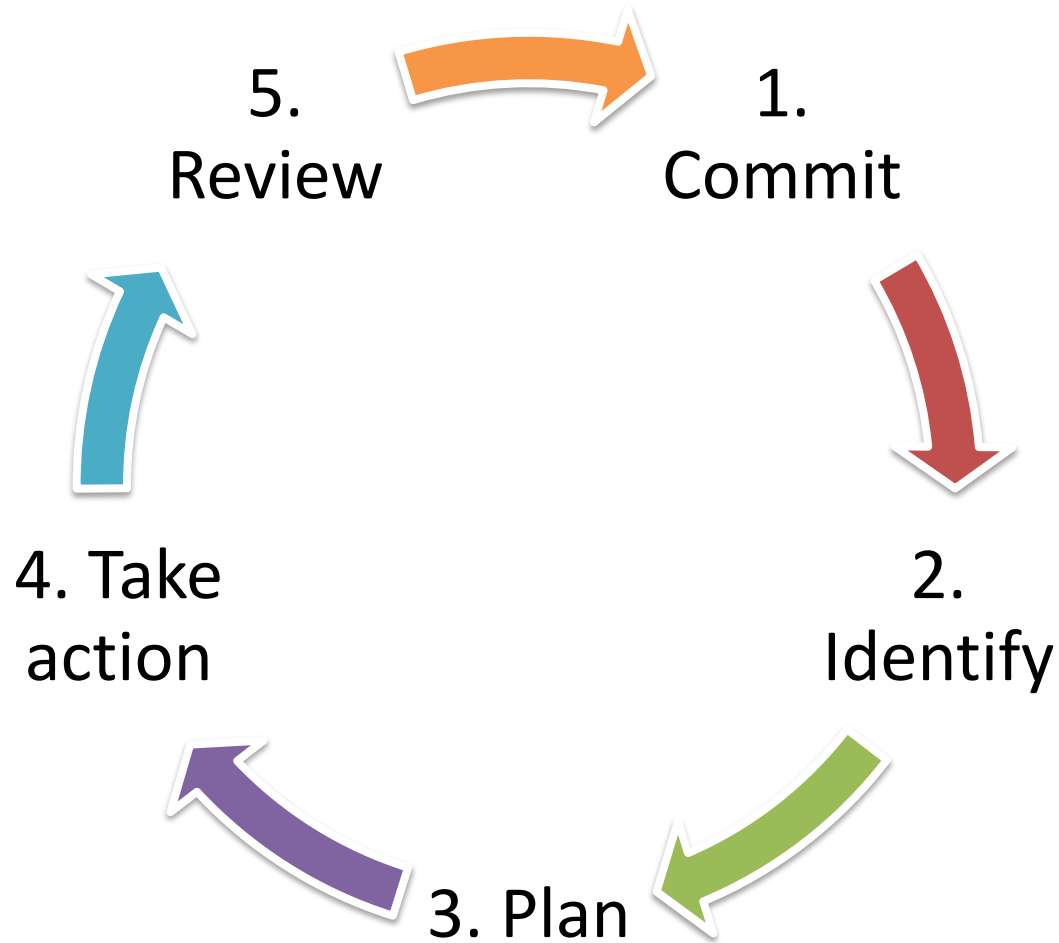 1.
Commit
2.
Identify
3. Plan
4. Take
action
5.
Review